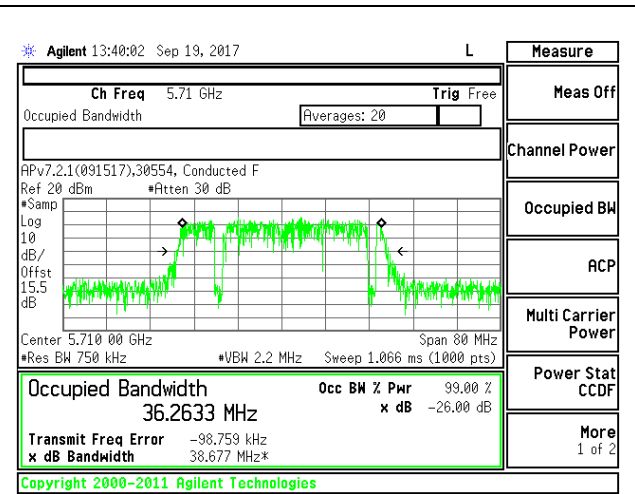 Agilent 13:40:02 Sep 19, 2017 L
Measure
Ch Freq 5.71 GHz Trig Free
Occupied Bandwidth Averages: 20
Meas Off
Channel Power
APv7.2.1(091517),30554, Conducted F
Ref 20 dBm #Atten 30 dB
#Samp
Log
10
dB/
Offst
15.5
dB
Occupied BW
ACP
Multi Carrier
Power
Center 5.710 00 GHz Span 80 MHz
#Res BW 750 kHz #VBW 2.2 MHz Sweep 1.066 ms (1000 pts)
Power Stat
CCDF
Occupied Bandwidth Occ BW % Pwr 99.00 %
36.2633 MHz x dB -26.00 dB
Transmit Freq Error -98.759 kHz
x dB Bandwidth 38.677 MHz*
More
1 of 2
Copyright 2000-2011 Agilent Technologies